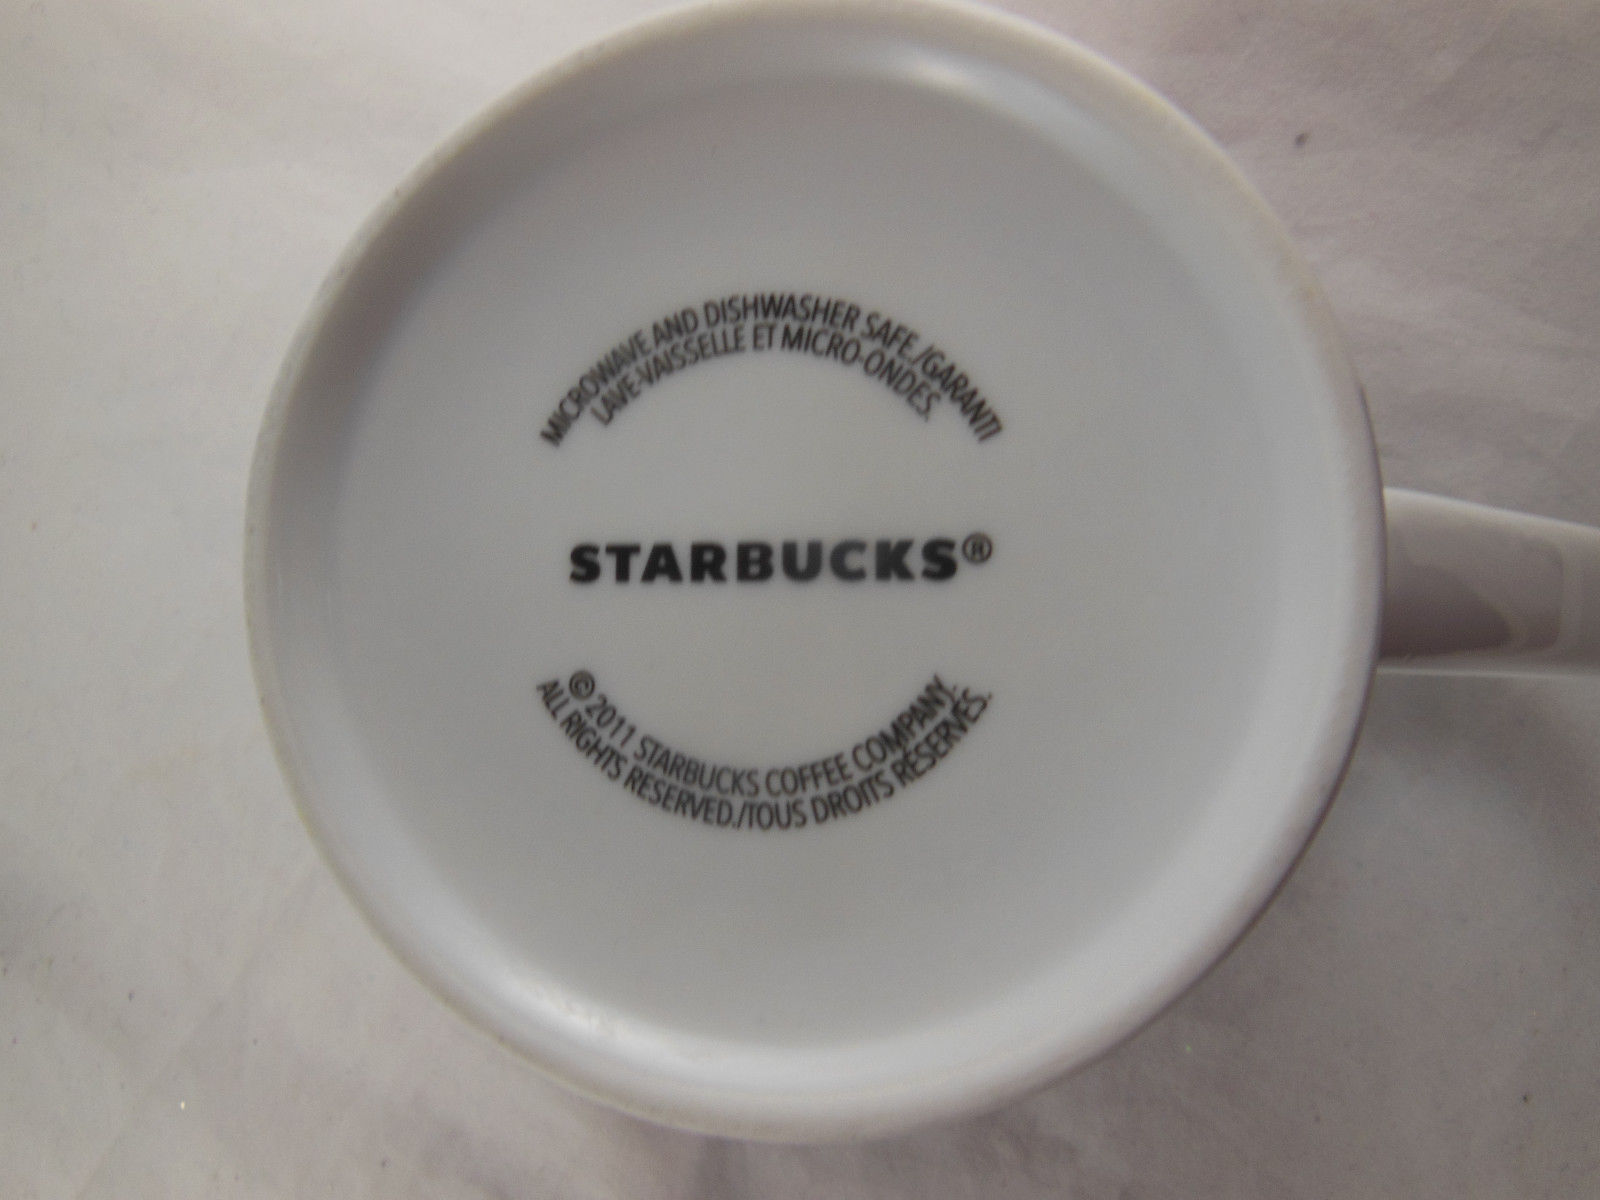 MICROWAVE AND DISHWASHER SAFE./GARANTI
LAVE-VAISSELLE ET MICRO-ONDES.
STARBUCKS®
© 2011 STARBUCKS COFFEE COMPANY.
ALL RIGHTS RESERVED./TOUS DROITS RÉSERVÉS.